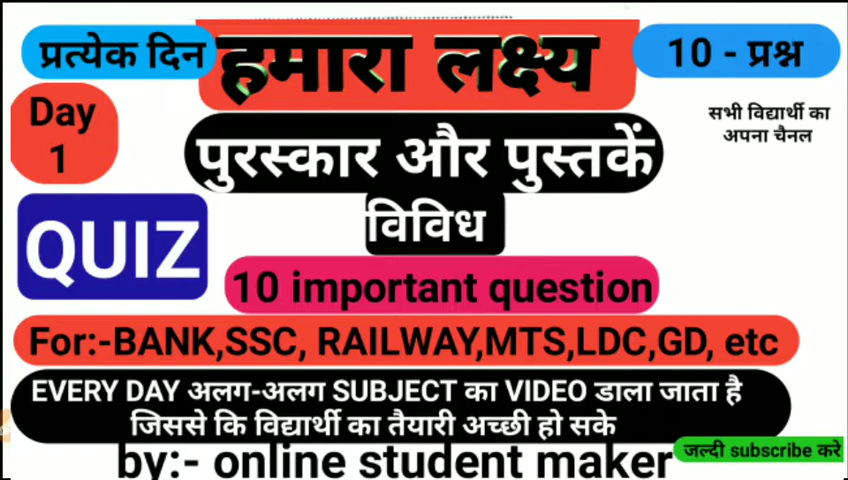 प्रत्येक दिन
हमारा लक्ष्य
10 - प्रश्न
Day
1
सभी विद्यार्थी का
अपना चैनल
पुरस्कार और पुस्तकें
विविध
QUIZ
10 important question
For:-BANK,SSC, RAILWAY,MTS,LDC,GD, etc
EVERY DAY अलग-अलग SUBJECT का VIDEO डाला जाता है
जिससे कि विद्यार्थी का तैयारी अच्छी हो सके
by:- online student maker
जल्दी subscribe करे